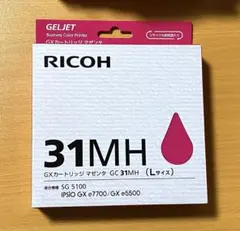 GELJET
Business Color Printer
GXカートリッジ マゼンタ
RICOH
31MH
GXカートリッジ マゼンタ GC 31MH (Lサイズ)
SG 5100
IPSiO GX e7700/GX e5500